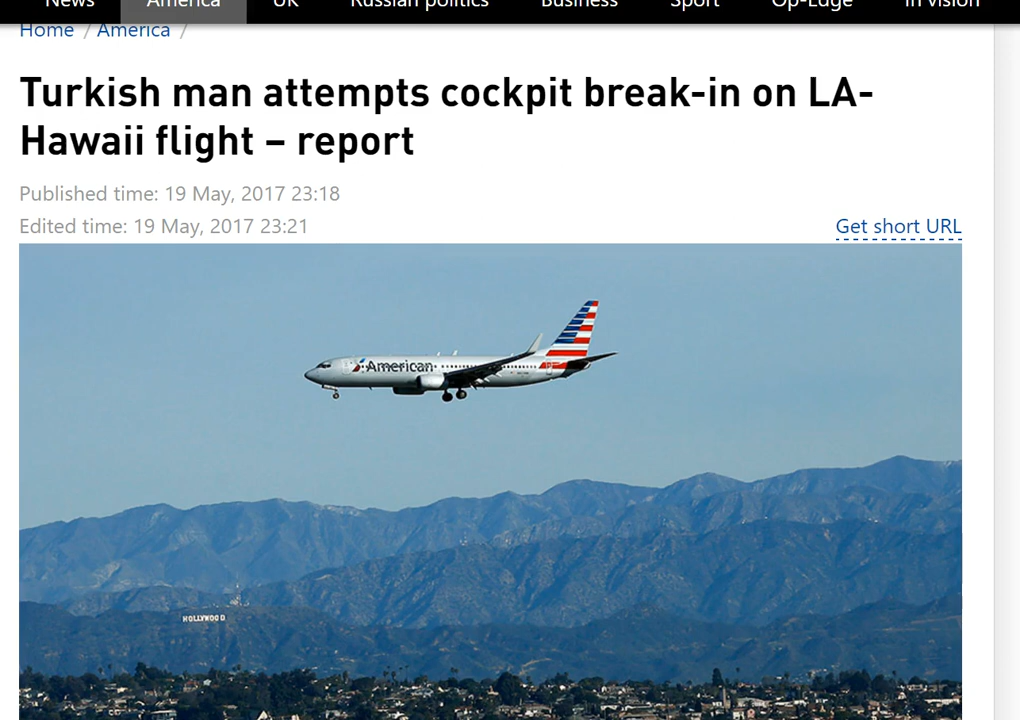 News America UK Russian politics Business Sport Op-Edge In vision
Home / America /
Turkish man attempts cockpit break-in on LA-
Hawaii flight – report
Published time: 19 May, 2017 23:18
Edited time: 19 May, 2017 23:21
Get short URL
American
HOLLYWOOD